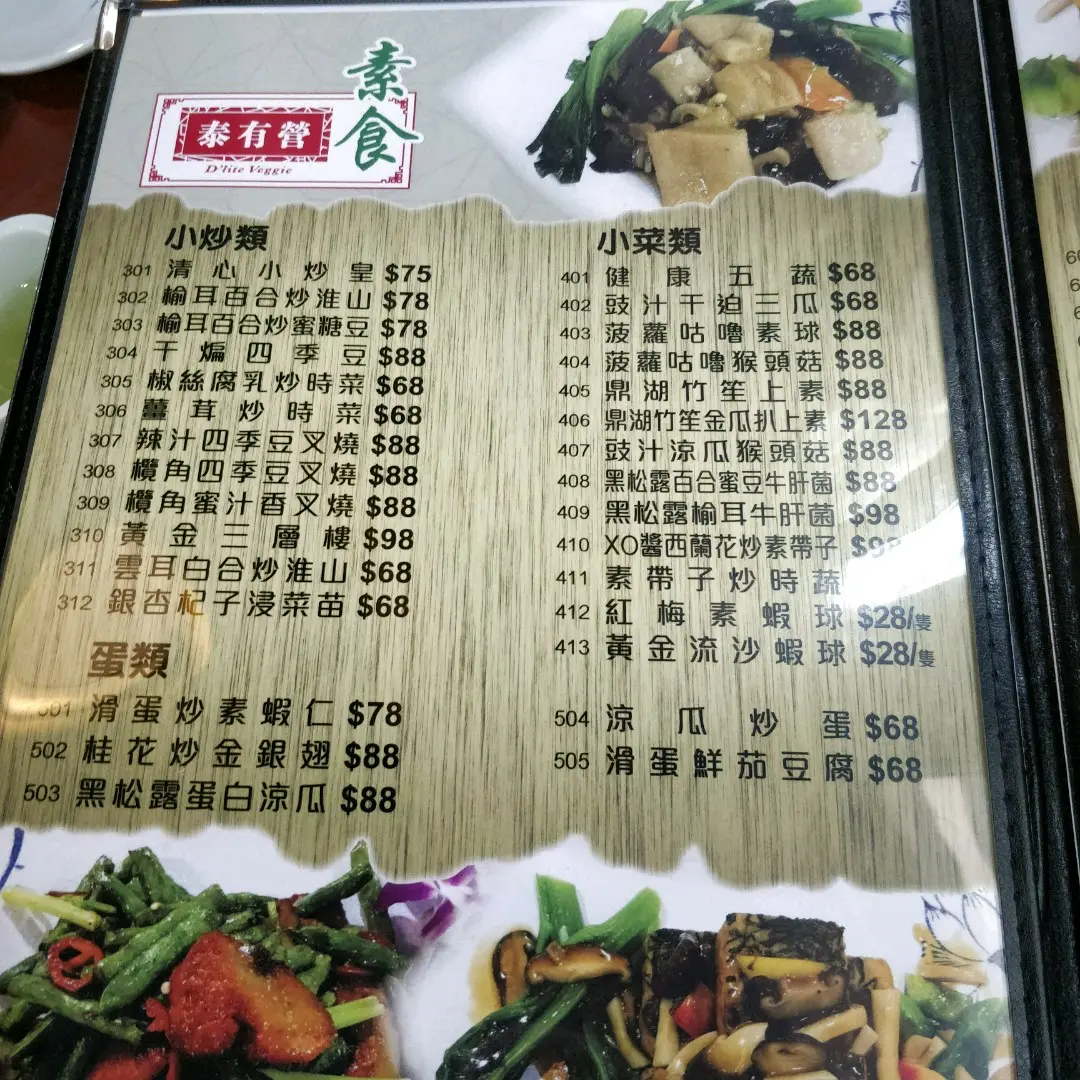 素食
泰有營
D'lite Veggie
小炒類
301 清心小炒皇 $75
302 榆耳百合炒淮山 $78
303 榆耳百合炒蜜糖豆 $78
304 干煸四季豆 $88
305 椒絲腐乳炒時菜 $68
306 薑茸炒時菜 $68
307 辣汁四季豆叉燒 $88
308 欖角四季豆叉燒 $88
309 欖角蜜汁香叉燒 $88
310 黃金三層樓 $98
311 雲耳白合炒淮山 $68
312 銀杏杞子浸菜苗 $68
小菜類
401 健康五蔬 $68
402 豉汁干迫三瓜 $68
403 菠蘿咕嚕素球 $88
404 菠蘿咕嚕猴頭菇 $88
405 鼎湖竹笙上素 $88
406 鼎湖竹笙金瓜扒上素 $128
407 豉汁涼瓜猴頭菇 $88
408 黑松露百合蜜豆牛肝菌 $88
409 黑松露榆耳牛肝菌 $98
410 XO醬西蘭花炒素帶子
411 素帶子炒時蔬
412 紅梅素蝦球 $28/隻
413 黃金流沙蝦球 $28/隻
蛋類
501 滑蛋炒素蝦仁 $78
502 桂花炒金銀翅 $88
503 黑松露蛋白涼瓜 $88
504 涼瓜炒蛋 $68
505 滑蛋鮮茄豆腐 $68